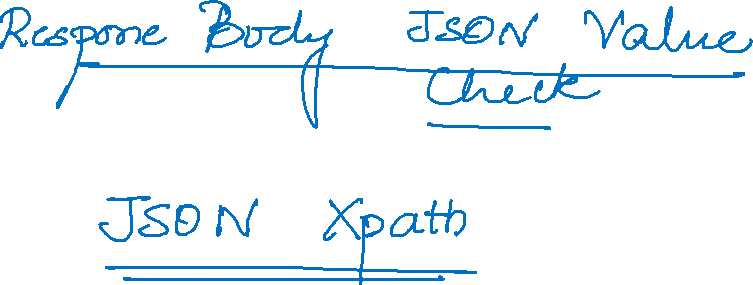 Response Body JSON Value
Check
JSON Xpath